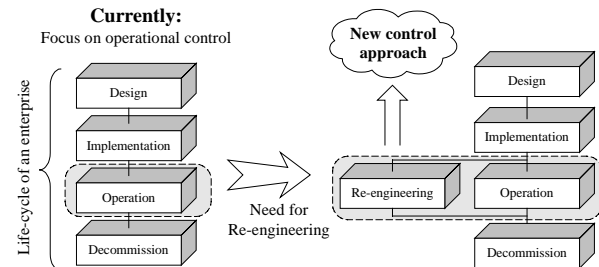 Currently:
Focus on operational control
Life-cycle of an enterprise
Design
Implementation
Operation
Decommission
Need for
Re-engineering
New control
approach
Design
Implementation
Re-engineering
Operation
Decommission